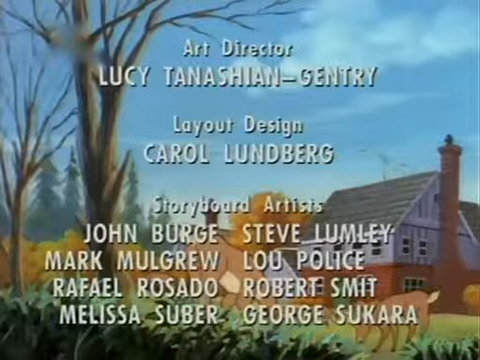 Art Director
LUCY TANASHIAN-GENTRY
Layout Design
CAROL LUNDBERG
Storyboard Artists
JOHN BURGE STEVE LUMLEY
MARK MULGREW LOU POLICE
RAFAEL ROSADO ROBERT SMIT
MELISSA SUBER GEORGE SUKARA